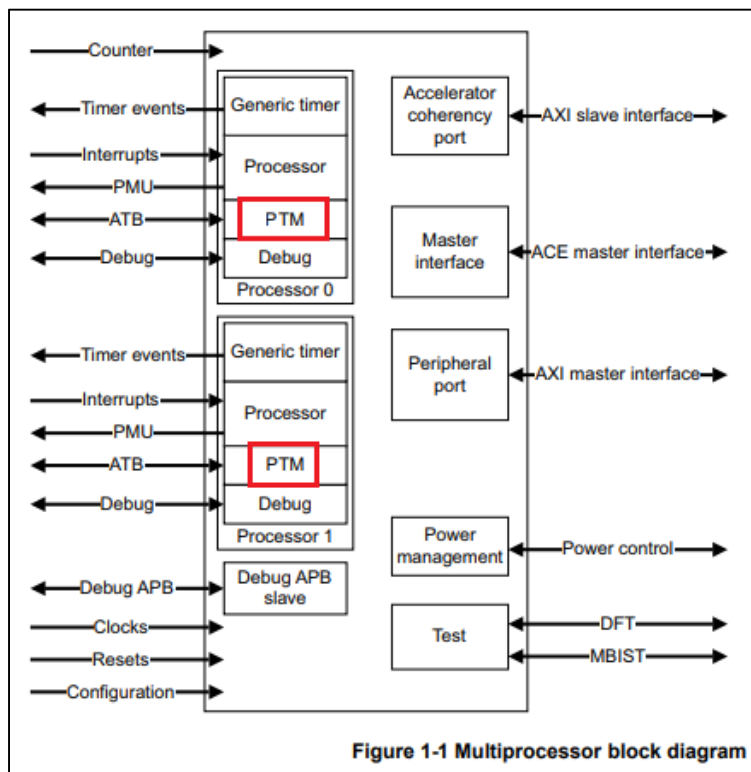 Counter
Timer events
Generic timer
Interrupts
Processor
PMU
ATB
PTM
Debug
Debug
Processor 0
Timer events
Generic timer
Interrupts
Processor
PMU
ATB
PTM
Debug
Debug
Processor 1
Debug APB
Debug APB
slave
Clocks
Resets
Configuration
Accelerator
coherency
port
AXI slave interface
Master
interface
ACE master interface
Peripheral
port
AXI master interface
Power
management
Power control
Test
DFT
MBIST
Figure 1-1 Multiprocessor block diagram